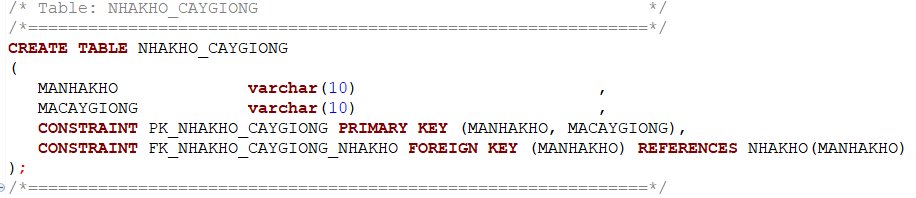 /* Table: NHAKHO_CAYGIONG */
/*==============================================================*/
CREATE TABLE NHAKHO_CAYGIONG
(
MANHAKHO varchar(10) ,
MACAYGIONG varchar(10) ,
CONSTRAINT PK_NHAKHO_CAYGIONG PRIMARY KEY (MANHAKHO, MACAYGIONG),
CONSTRAINT FK_NHAKHO_CAYGIONG_NHAKHO FOREIGN KEY (MANHAKHO) REFERENCES NHAKHO(MANHAKHO)
);
/*==============================================================*/